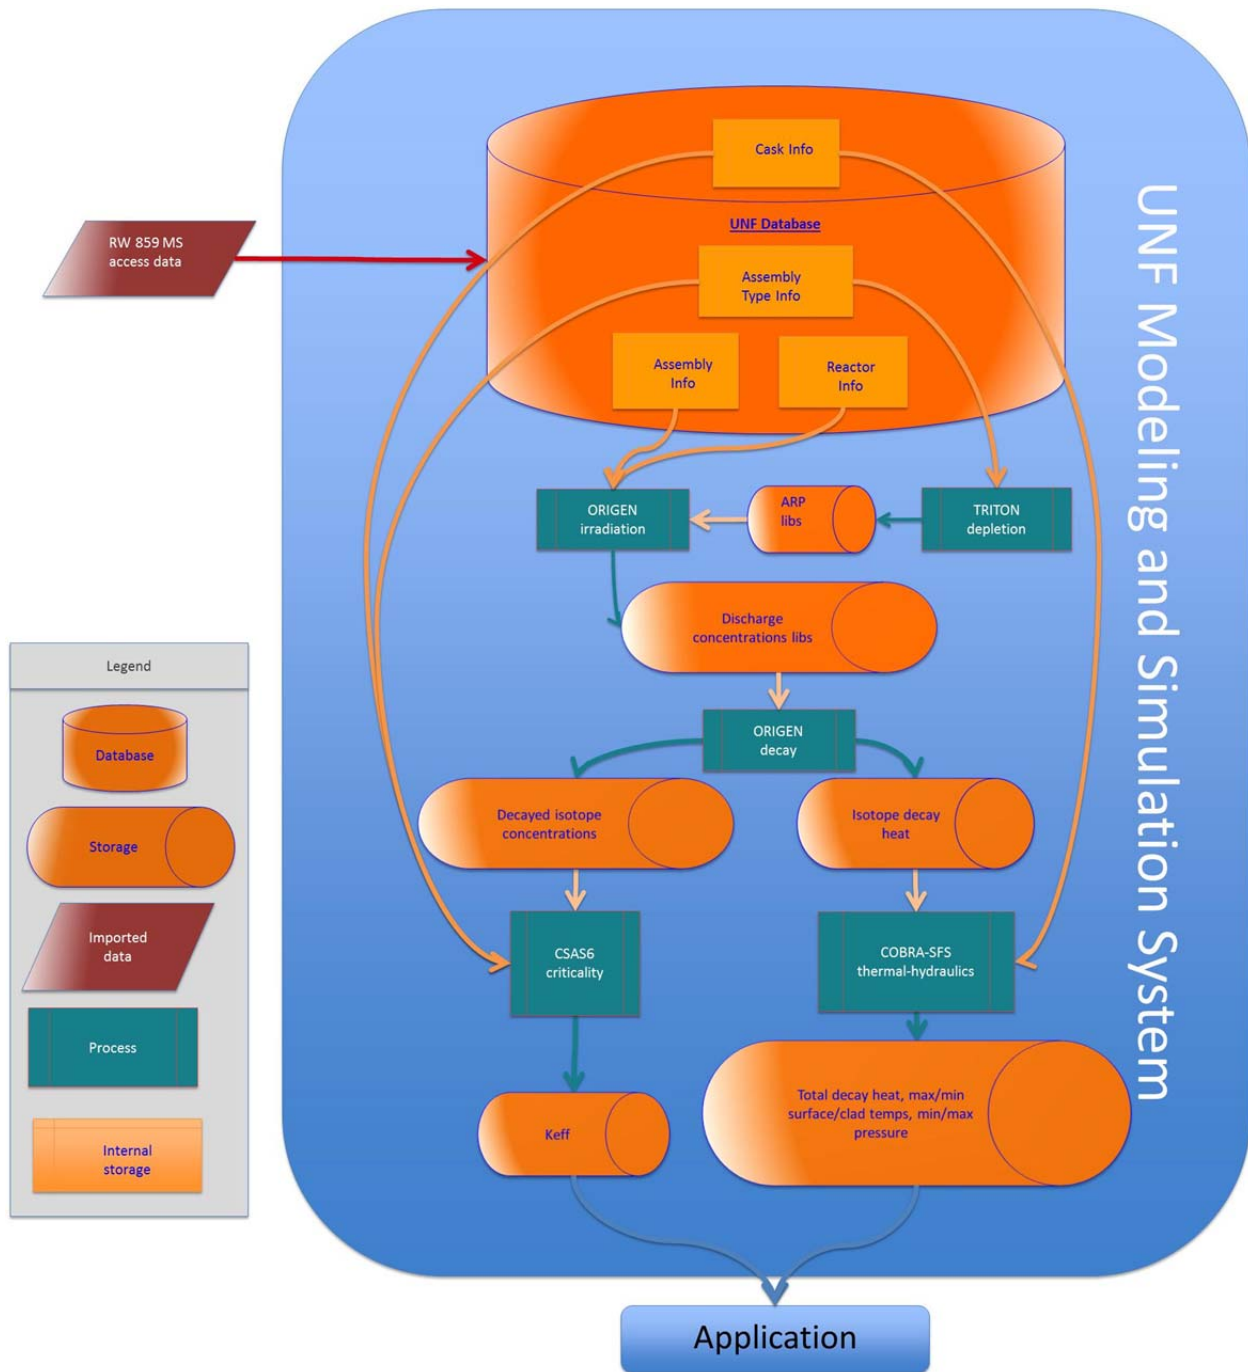 Cask Info
UNF Database
RW 859 MS
access data
Assembly
Type Info
Assembly
Info
Reactor
Info
ORIGEN
irradiation
ARP
libs
TRITON
depletion
Discharge
concentrations libs
ORIGEN
decay
Decayed isotope
concentrations
Isotope decay
heat
CSAS6
criticality
COBRA-SFS
thermal-hydraulics
Keff
Total decay heat, max/min
surface/clad temps, min/max
pressure
UNF Modeling and Simulation System
Legend
Database
Storage
Imported
data
Process
Internal
storage
Application